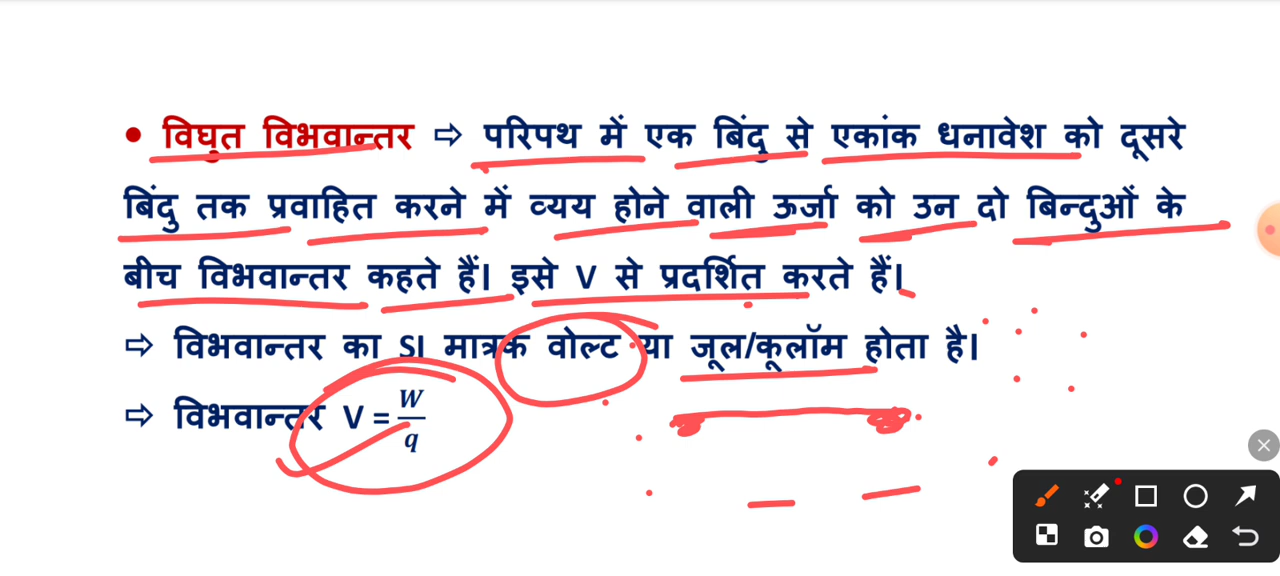 • विघुत विभवान्तर ⇨ परिपथ में एक बिंदु से एकांक धनावेश को दूसरे
बिंदु तक प्रवाहित करने में व्यय होने वाली ऊर्जा को उन दो बिन्दुओं के
बीच विभवान्तर कहते हैं। इसे V से प्रदर्शित करते हैं।
⇨ विभवान्तर का SI मात्रक वोल्ट या जूल/कूलॉम होता है।
⇨ विभवान्तर V = W/q